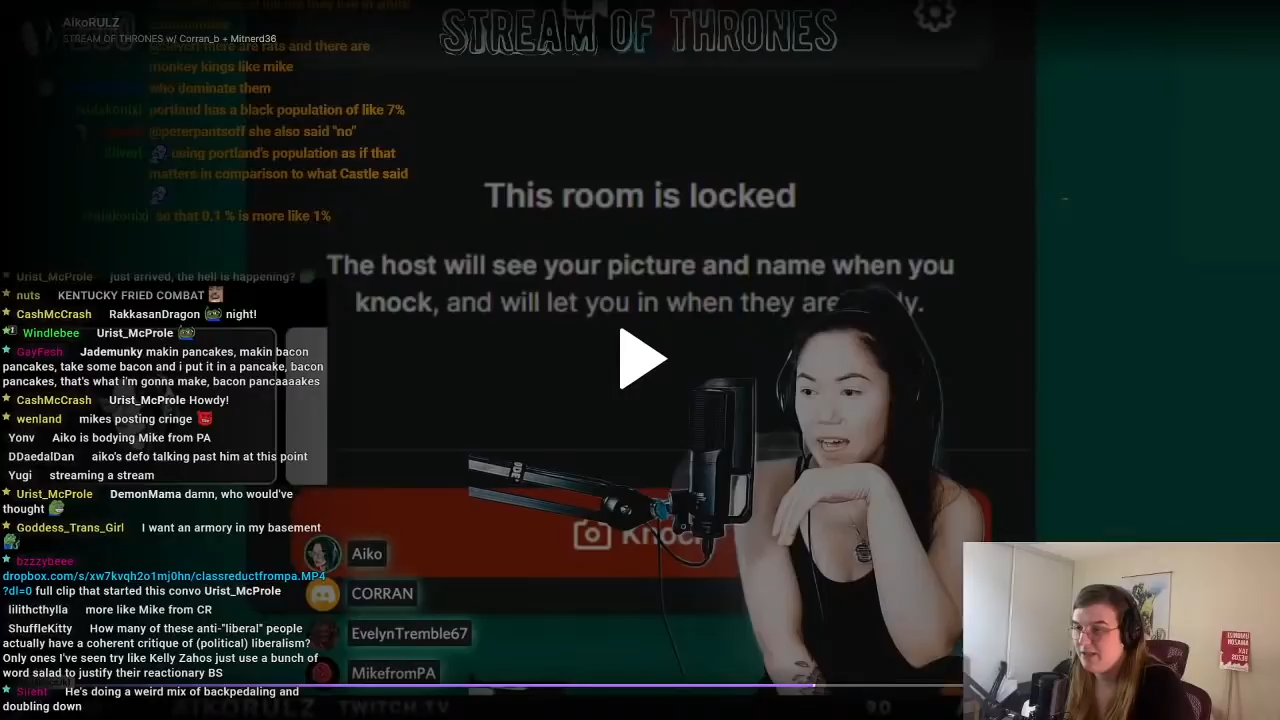 AikoRULZ
STREAM OF THRONES w/ Corran_b + Mitnerd36
STREAM OF THRONES
there are rats and there are
monkey kings like mike
who dominate them
portland has a black population of like 7%
@peterpantsoff she also said "no"
using portland's population as if that
matters in comparison to what Castle said
so that 0.1 % is more like 1%
This room is locked
The host will see your picture and name when you
knock, and will let you in when they are
Urist_McProle just arrived, the hell is happening?
nuts KENTUCKY FRIED COMBAT
CashMcCrash RakkasanDragon night!
Windlebee Urist_McProle
GayFesh Jademunky makin pancakes, makin bacon
pancakes, take some bacon and i put it in a pancake, bacon
pancakes, that's what i'm gonna make, bacon pancaaaakes
CashMcCrash Urist_McProle Howdy!
wenland mikes posting cringe
Yonv Aiko is bodying Mike from PA
DDaedalDan aiko's defo talking past him at this point
Yugi streaming a stream
Urist_McProle DemonMama damn, who would've
thought
Goddess_Trans_Girl I want an armory in my basement
bzzzybeee
dropbox.com/s/xw7kvqh2o1mj0hn/classreductfrompa.MP4
?dl=0 full clip that started this convo Urist_McProle
lilithcthylla more like Mike from CR
ShuffleKitty How many of these anti-"liberal" people
actually have a coherent critique of (political) liberalism?
Only ones I've seen try like Kelly Zahos just use a bunch of
word salad to justify their reactionary BS
Silent He's doing a weird mix of backpedaling and
doubling down
Knock
Aiko
CORRAN
EvelynTremble67
MikefromPA
AIKORULZ TWITCH TV